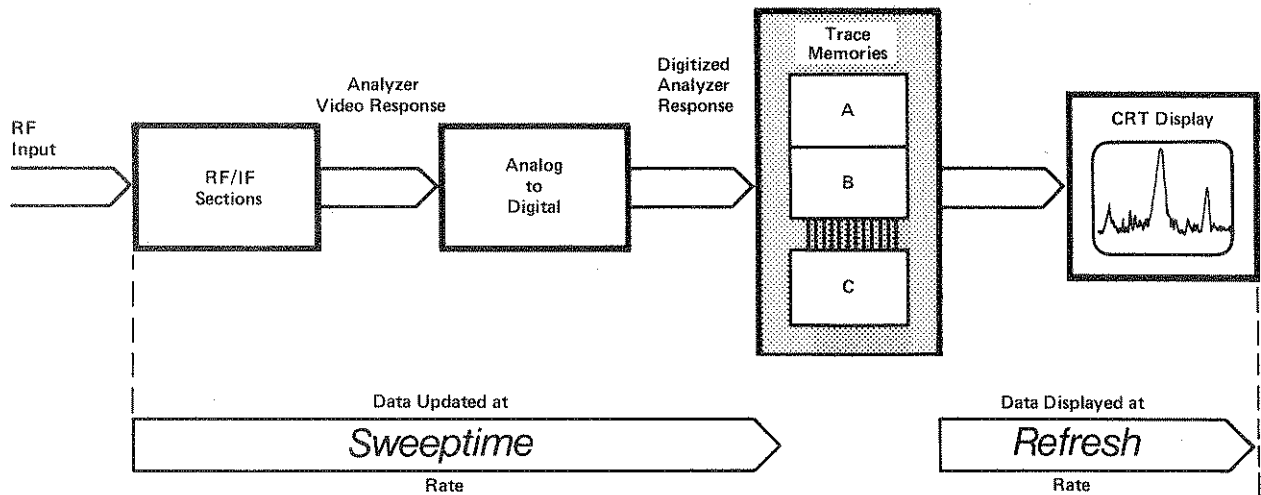 RF
Input
RF/IF
Sections
Analyzer
Video Response
Analog
to
Digital
Digitized
Analyzer
Response
Trace
Memories
A
B
C
CRT Display
Data Updated at
Sweeptime
Rate
Data Displayed at
Refresh
Rate